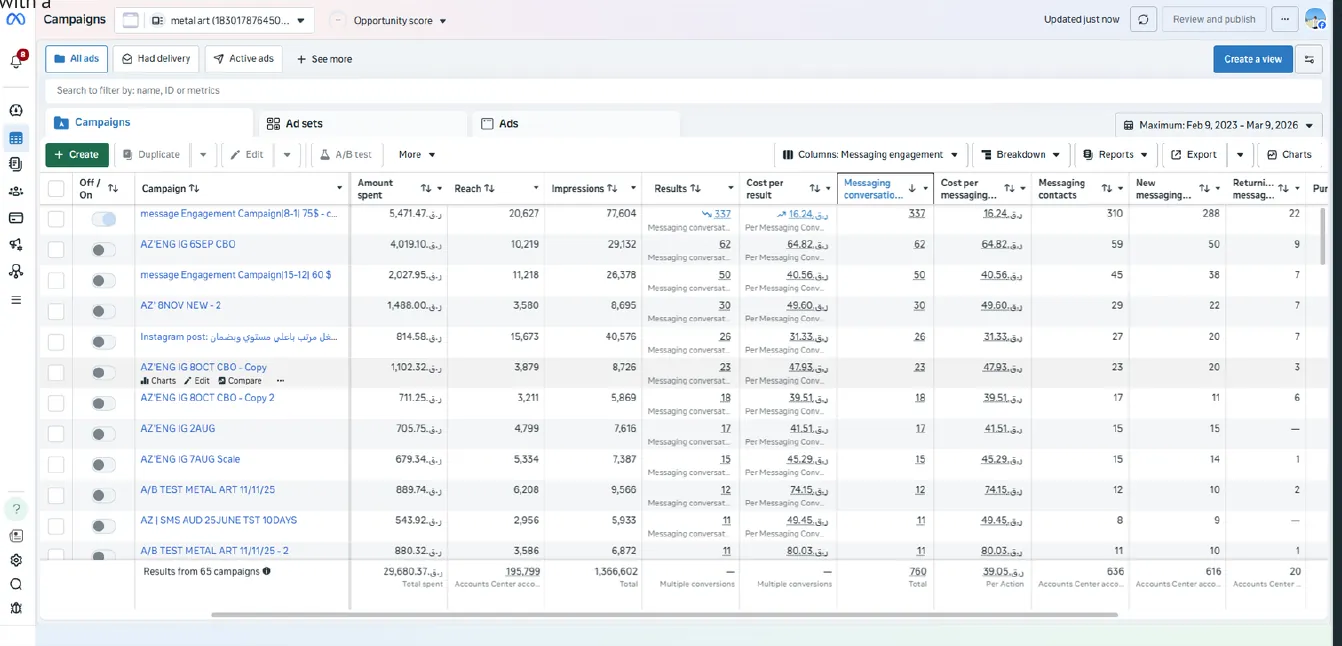 with a
Campaigns metal art (183017876450... Opportunity score Updated just now Review and publish
8
All ads Had delivery Active ads + See more Create a view
Search to filter by: name, ID or metrics
Campaigns Ad sets Ads Maximum: Feb 9, 2023 - Mar 9, 2026
+ Create Duplicate Edit A/B test More Columns: Messaging engagement Breakdown Reports Export Charts
Off / On Campaign Amount spent Reach Impressions Results Cost per result Messaging conversatio... Cost per messaging... Messaging contacts New messaging... Returni... messag... Pur
message Engagement Campaign|8-1| 75$ - c... 5,471.47.ر.ق 20,627 77,604 337 16.24.ر.ق 337 16.24.ر.ق 310 288 22
Messaging conversat... Per Messaging Conv...
AZ'ENG IG 6SEP CBO 4,019.10.ر.ق 10,219 29,132 62 64.82.ر.ق 62 64.82.ر.ق 59 50 9
Messaging conversat... Per Messaging Conv...
message Engagement Campaign|15-12| 60 $ 2,027.95.ر.ق 11,218 26,378 50 40.56.ر.ق 50 40.56.ر.ق 45 38 7
Messaging conversat... Per Messaging Conv...
AZ' 8NOV NEW - 2 1,488.00.ر.ق 3,580 8,695 30 49.60.ر.ق 30 49.60.ر.ق 29 22 7
Messaging conversat... Per Messaging Conv...
Instagram post: شغل مرتب باعلي مستوي وبضمان... 814.58.ر.ق 15,673 40,576 26 31.33.ر.ق 26 31.33.ر.ق 27 20 7
Messaging conversat... Per Messaging Conv...
AZ'ENG IG 8OCT CBO - Copy 1,102.32.ر.ق 3,879 8,726 23 47.93.ر.ق 23 47.93.ر.ق 23 20 3
Charts Edit Compare ... Messaging conversat... Per Messaging Conv...
AZ'ENG IG 8OCT CBO - Copy 2 711.25.ر.ق 3,211 5,869 18 39.51.ر.ق 18 39.51.ر.ق 17 11 6
Messaging conversat... Per Messaging Conv...
AZ'ENG IG 2AUG 705.75.ر.ق 4,799 7,616 17 41.51.ر.ق 17 41.51.ر.ق 15 15 —
Messaging conversat... Per Messaging Conv...
AZ'ENG IG 7AUG Scale 679.34.ر.ق 5,334 7,387 15 45.29.ر.ق 15 45.29.ر.ق 15 14 1
Messaging conversat... Per Messaging Conv...
A/B TEST METAL ART 11/11/25 889.74.ر.ق 6,208 9,566 12 74.15.ر.ق 12 74.15.ر.ق 12 10 2
Messaging conversat... Per Messaging Conv...
AZ | SMS AUD 25JUNE TST 10DAYS 543.92.ر.ق 2,956 5,933 11 49.45.ر.ق 11 49.45.ر.ق 8 9 —
Messaging conversat... Per Messaging Conv...
A/B TEST METAL ART 11/11/25 - 2 880.32.ر.ق 3,586 6,872 11 80.03.ر.ق 11 80.03.ر.ق 11 10 1
Results from 65 campaigns 29,680.37.ر.ق 195,799 1,366,602 — — 760 39.05.ر.ق 636 616 20
Total spent Accounts Center acco... Total Multiple conversions Multiple conversions Total Per Action Accounts Center acco... Accounts Center acco... Accounts Center ...